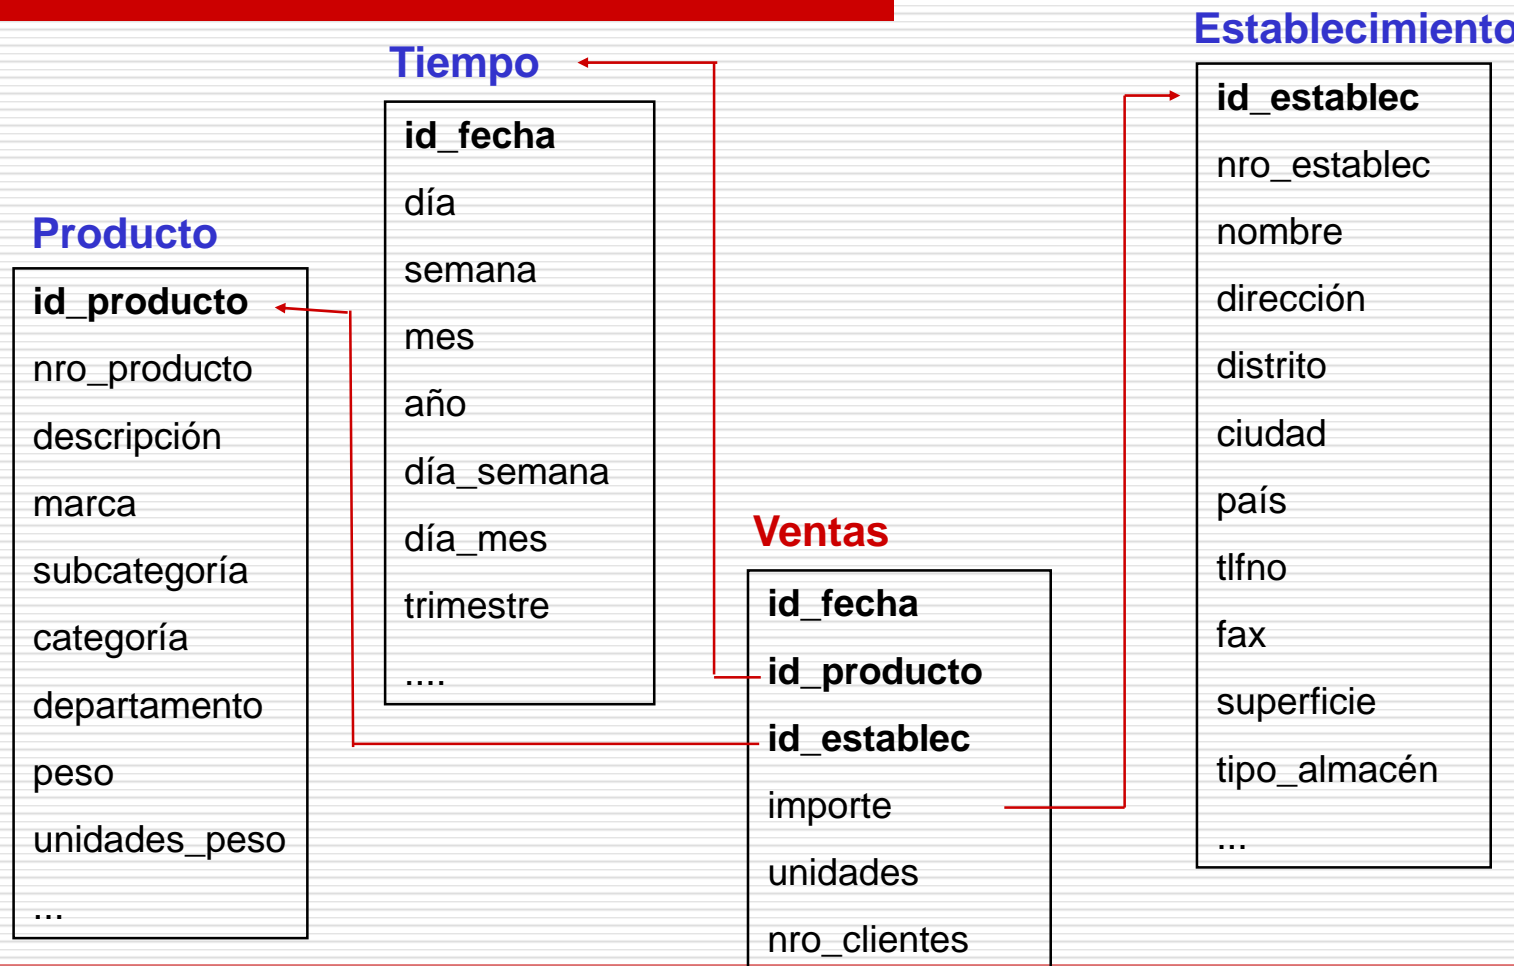 Producto
id_producto
nro_producto
descripción
marca
subcategoría
categoría
departamento
peso
unidades_peso
...
Tiempo
id_fecha
día
semana
mes
año
día_semana
día_mes
trimestre
....
Ventas
id_fecha
id_producto
id_establec
importe
unidades
nro_clientes
Establecimiento
id_establec
nro_establec
nombre
dirección
distrito
ciudad
país
tlfno
fax
superficie
tipo_almacén
...